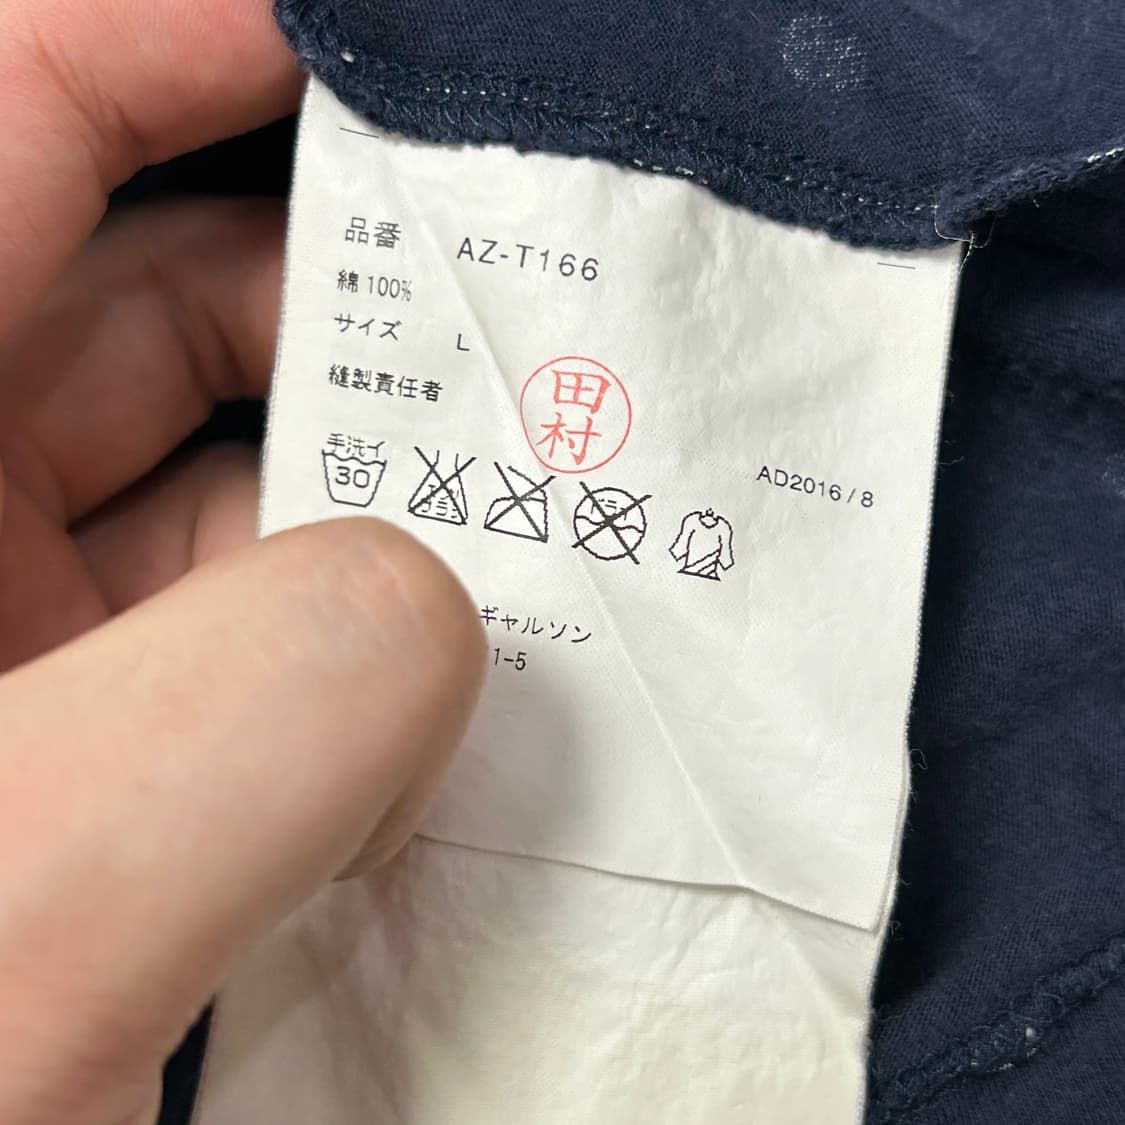 品番 AZ-T166
綿 100%
サイズ L
縫製責任者 田村
手洗イ
30
AD2016/8
ギャルソン
1-5